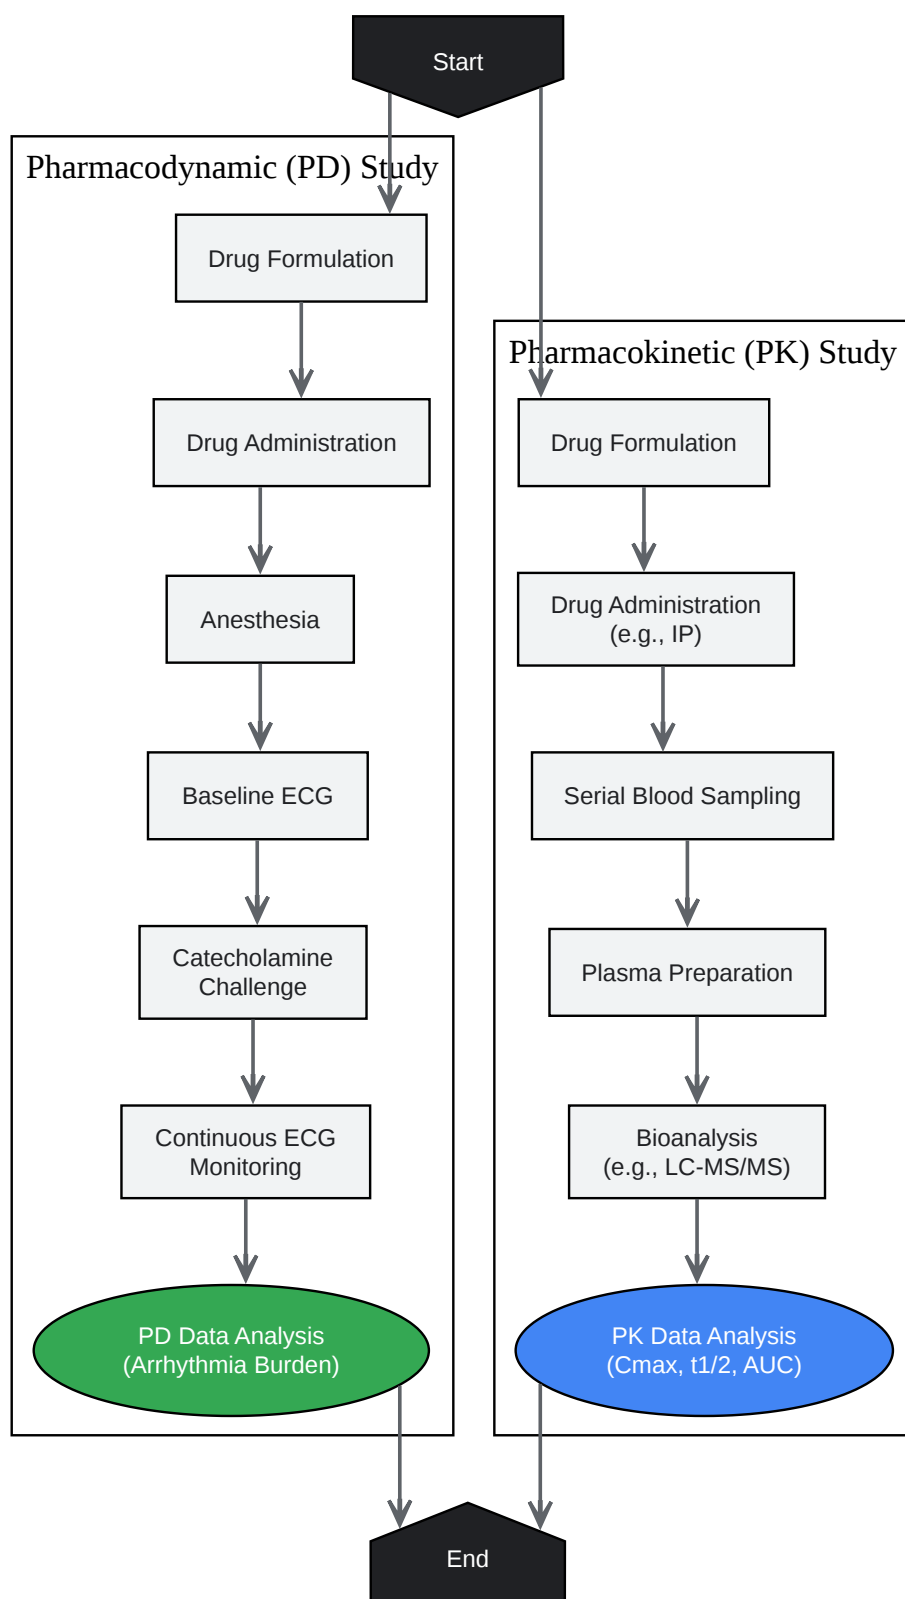 Start
Pharmacodynamic (PD) Study
Drug Formulation
Drug Administration
Anesthesia
Baseline ECG
Catecholamine
Challenge
Continuous ECG
Monitoring
PD Data Analysis
(Arrhythmia Burden)
Pharmacokinetic (PK) Study
Drug Formulation
Drug Administration
(e.g., IP)
Serial Blood Sampling
Plasma Preparation
Bioanalysis
(e.g., LC-MS/MS)
PK Data Analysis
(Cmax, t1/2, AUC)
End